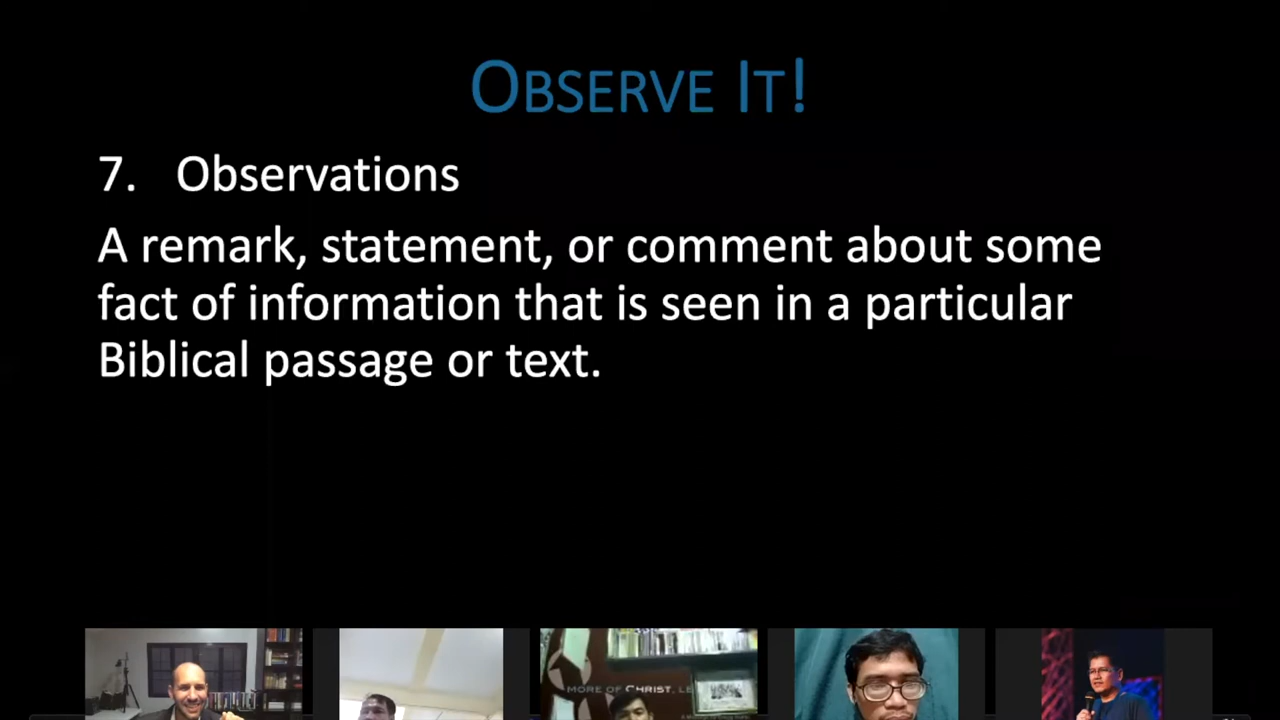 OBSERVE IT!
7. Observations
A remark, statement, or comment about some
fact of information that is seen in a particular
Biblical passage or text.
MORE OF CHRIST, LE